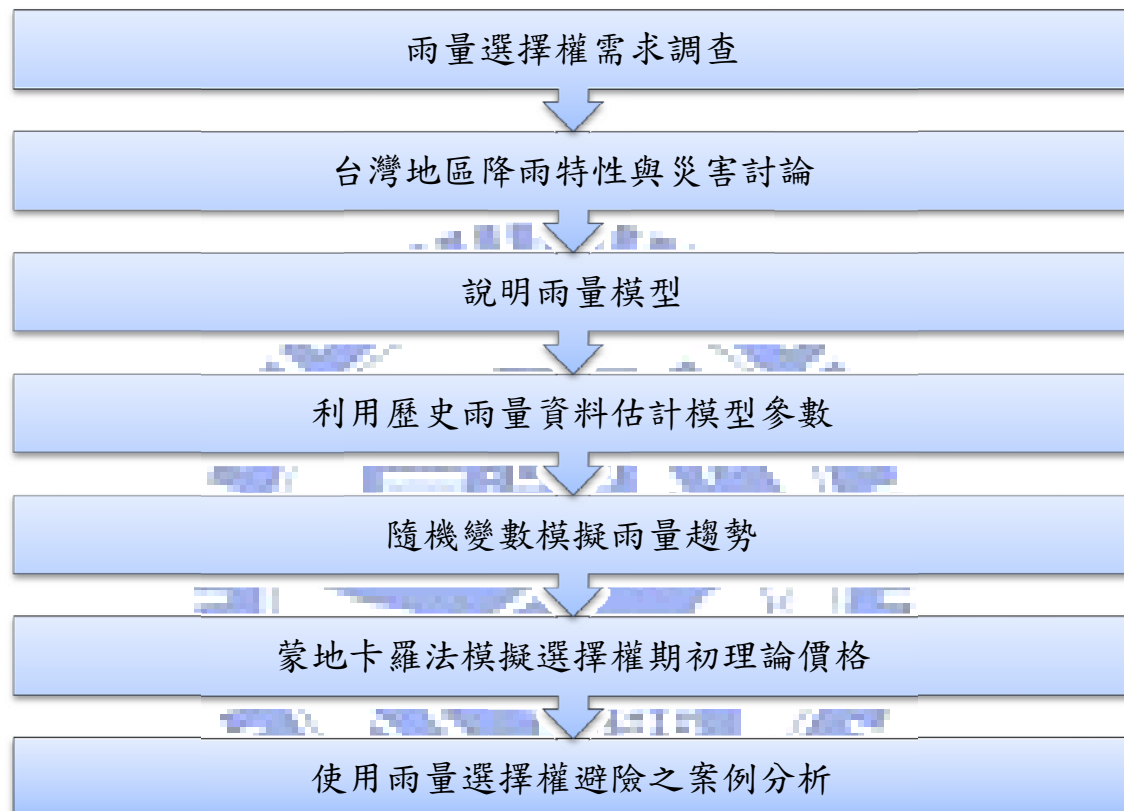 雨量選擇權需求調查
台灣地區降雨特性與災害討論
說明雨量模型
利用歷史雨量資料估計模型參數
隨機變數模擬雨量趨勢
蒙地卡羅法模擬選擇權期初理論價格
使用雨量選擇權避險之案例分析